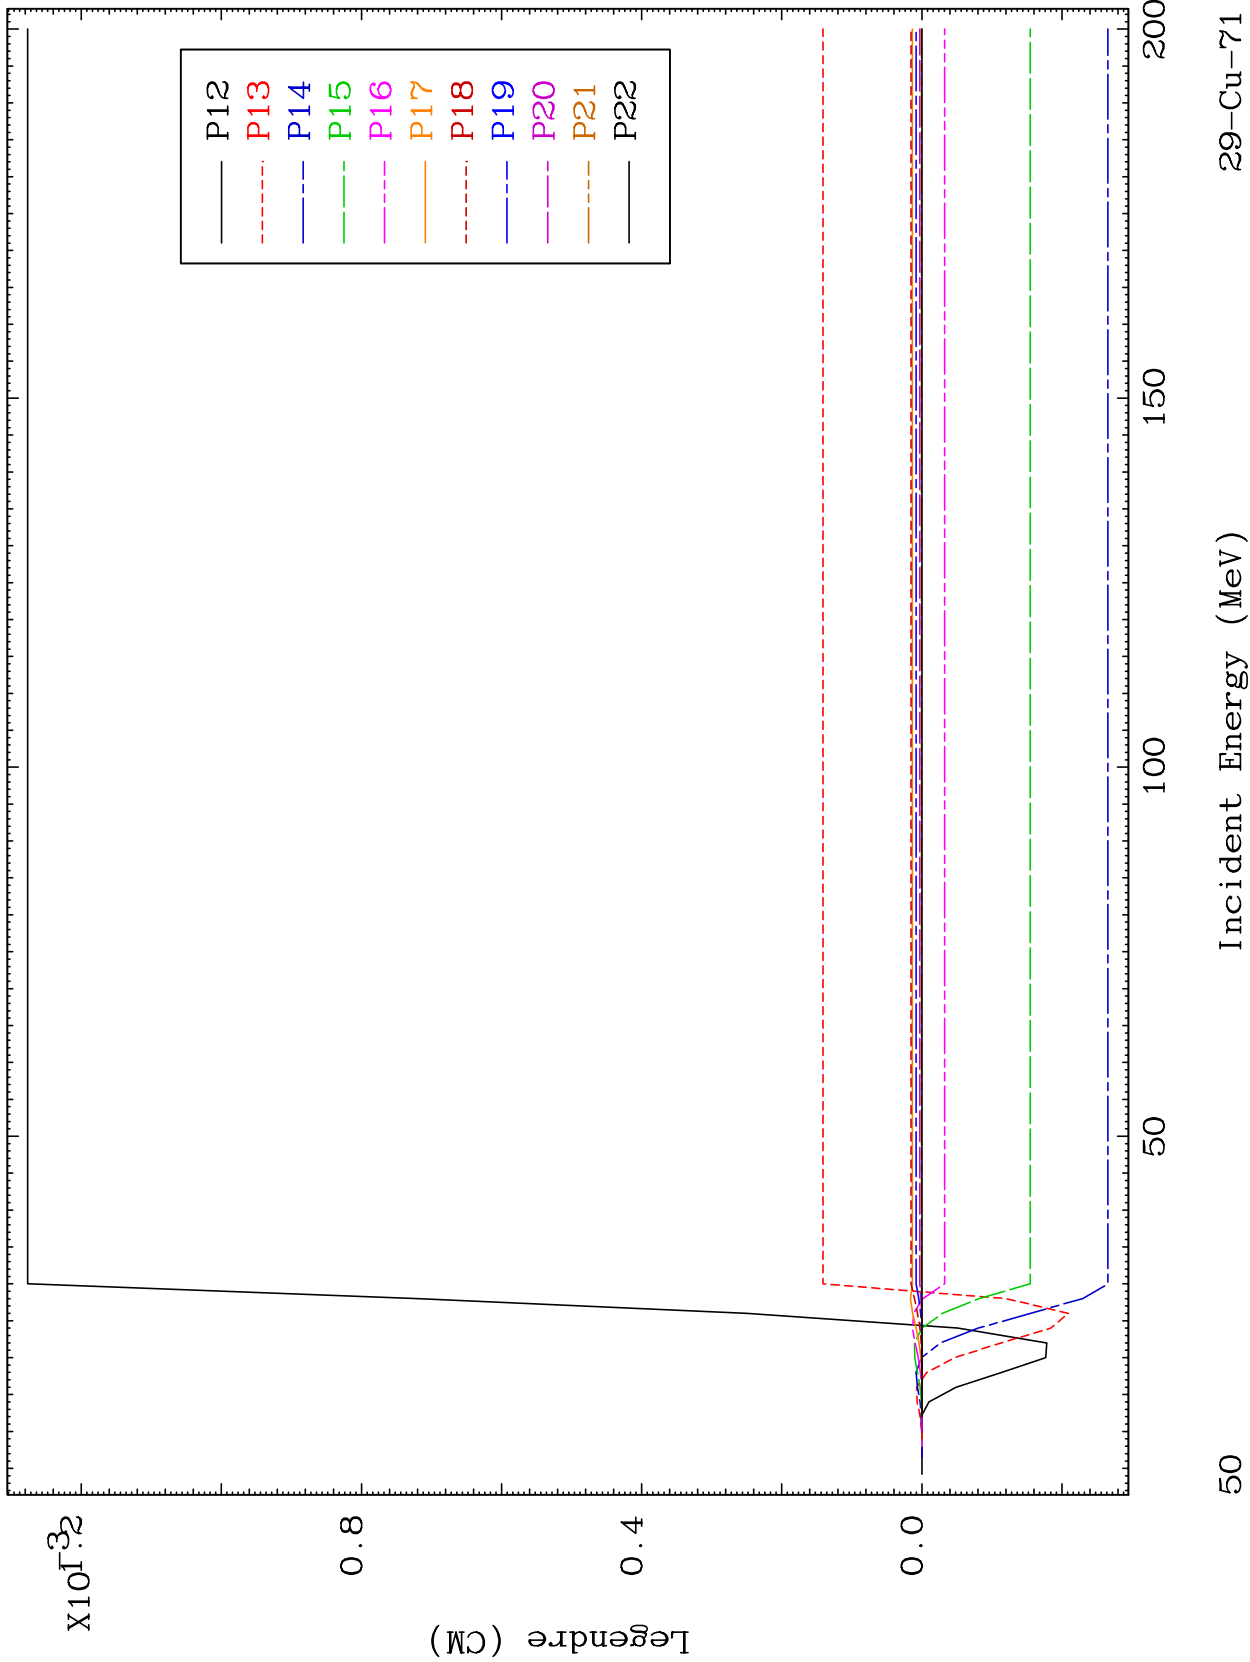 X10-3
1.2
0.8
0.4
0.0
Legendre (CM)
P12
P13
P14
P15
P16
P17
P18
P19
P20
P21
P22
50
100
150
200
Incident Energy (MeV)
50
29-Cu-71